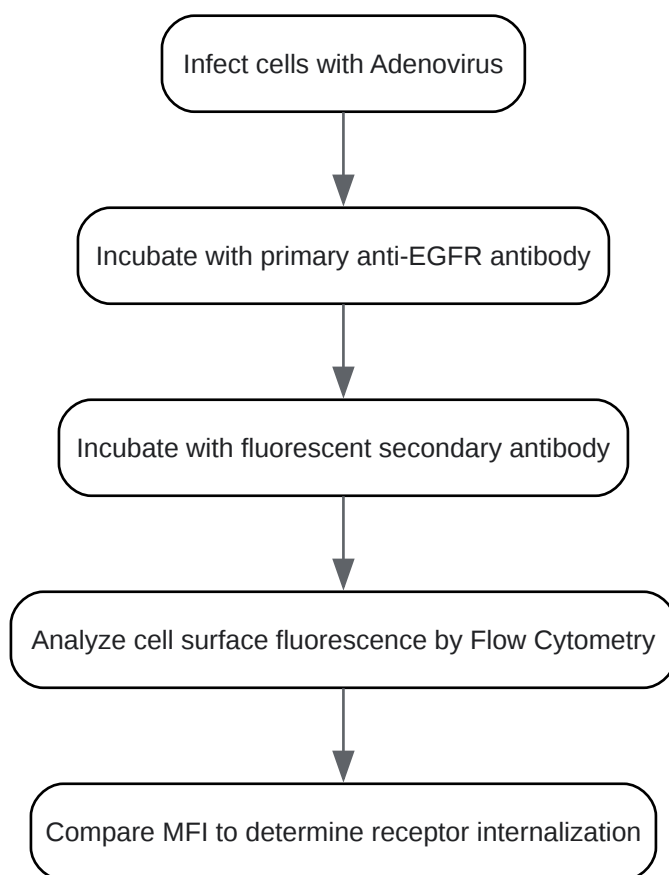 Infect cells with Adenovirus
Incubate with primary anti-EGFR antibody
Incubate with fluorescent secondary antibody
Analyze cell surface fluorescence by Flow Cytometry
Compare MFI to determine receptor internalization